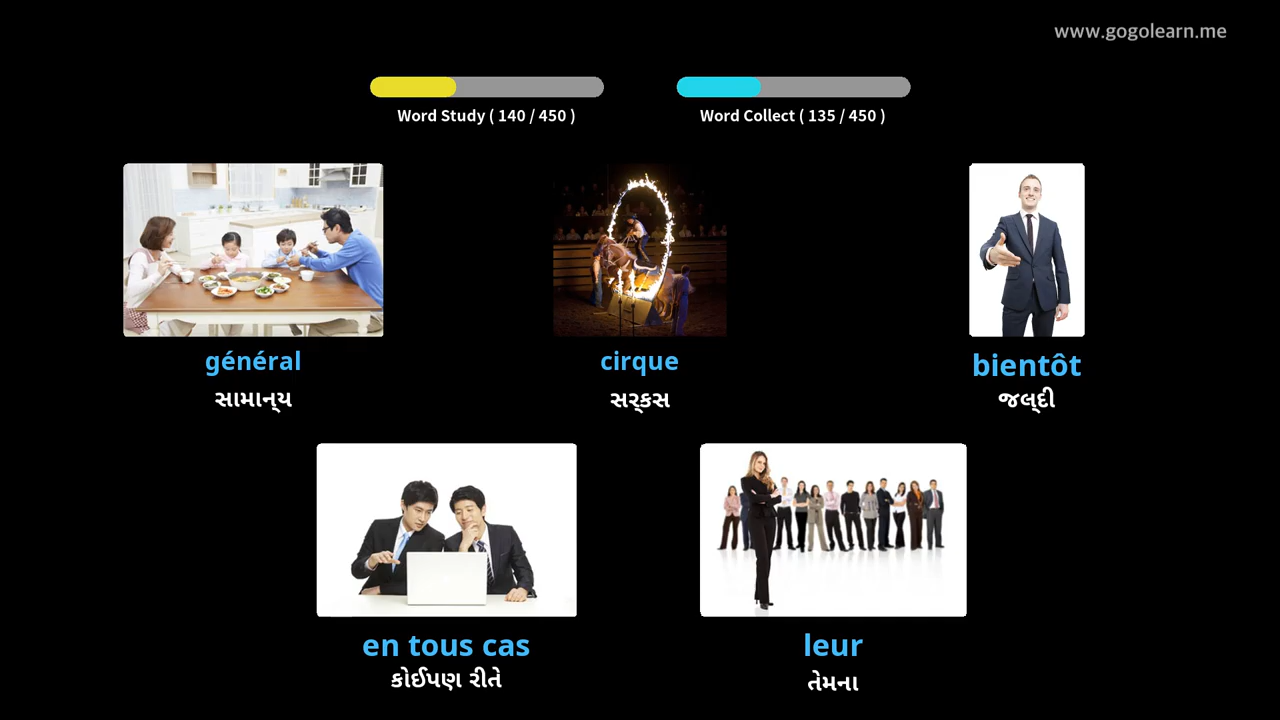 www.gogolearn.me
Word Study ( 140 / 450 )
Word Collect ( 135 / 450 )
général
સામાન્ય
cirque
સર્કસ
bientôt
જલ્દી
en tous cas
કોઈપણ રીતે
leur
તેમના